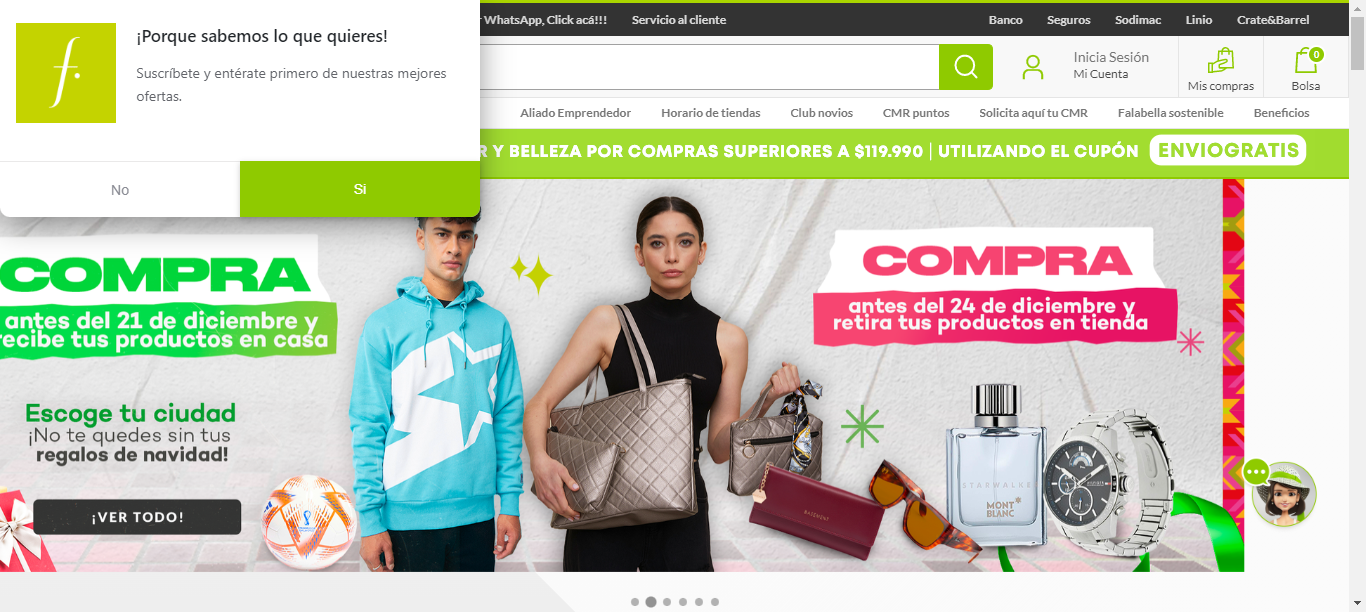 ¡Porque sabemos lo que quieres!
Suscríbete y entérate primero de nuestras mejores
ofertas.
No
Si
WhatsApp, Click acá!!!
Servicio al cliente
Banco
Seguros
Sodimac
Linio
Crate&Barrel
Inicia Sesión
Mi Cuenta
Mis compras
0
Bolsa
Aliado Emprendedor
Horario de tiendas
Club novios
CMR puntos
Solicita aquí tu CMR
Falabella sostenible
Beneficios
Y BELLEZA POR COMPRAS SUPERIORES A $119.990 | UTILIZANDO EL CUPÓN ENVIOGRATIS
COMPRA
antes del 21 de diciembre y
recibe tus productos en casa
Escoge tu ciudad
¡No te quedes sin tus
regalos de navidad!
¡VER TODO!
COMPRA
antes del 24 de diciembre y
retira tus productos en tienda
BASEMENT
STARWALKER
MONT
BLANC